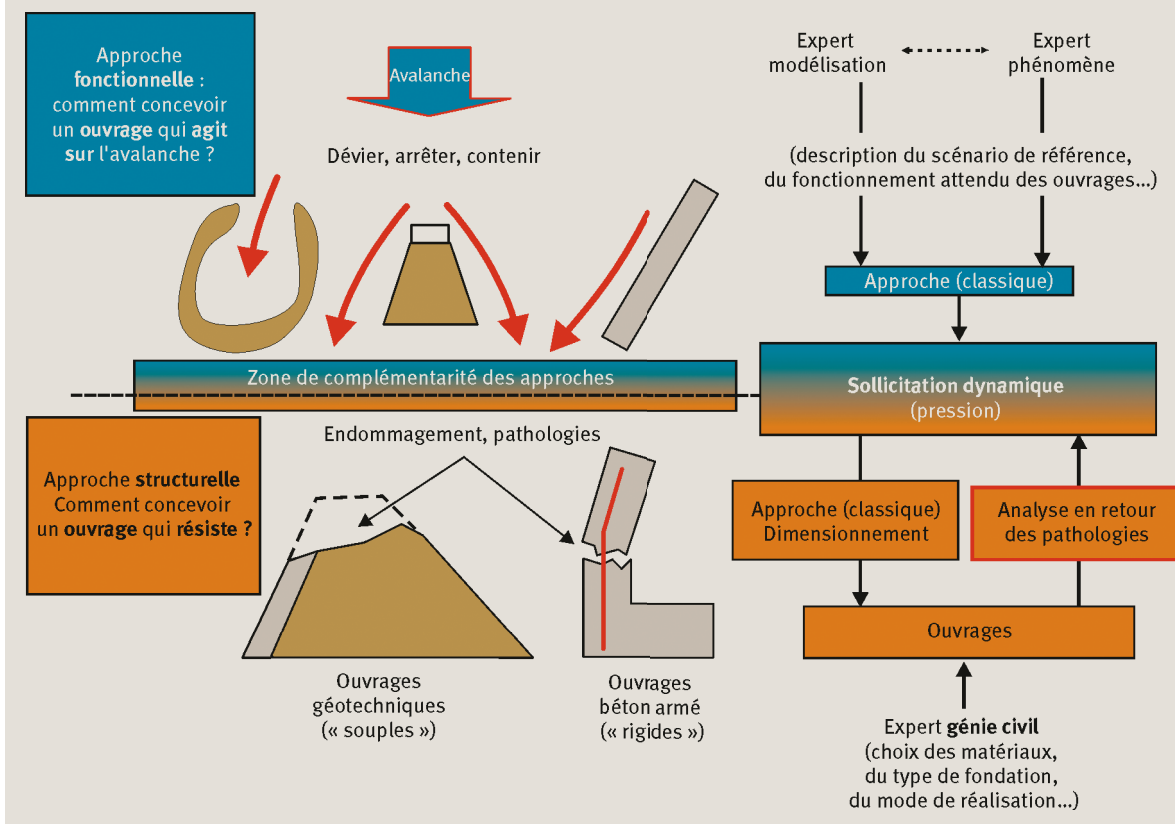 Approche
fonctionnelle :
comment concevoir
un ouvrage qui agit
sur l'avalanche ?
Avalanche
Dévier, arrêter, contenir
Expert
modélisation
Expert
phénomène
(description du scénario de référence,
du fonctionnement attendu des ouvrages...)
Approche (classique)
Zone de complémentarité des approches
Sollicitation dynamique
(pression)
Endommagement, pathologies
Approche structurelle
Comment concevoir
un ouvrage qui résiste ?
Approche (classique)
Dimensionnement
Analyse en retour
des pathologies
Ouvrages
Ouvrages
géotechniques
(« souples »)
Ouvrages
béton armé
(« rigides »)
Expert génie civil
(choix des matériaux,
du type de fondation,
du mode de réalisation...)